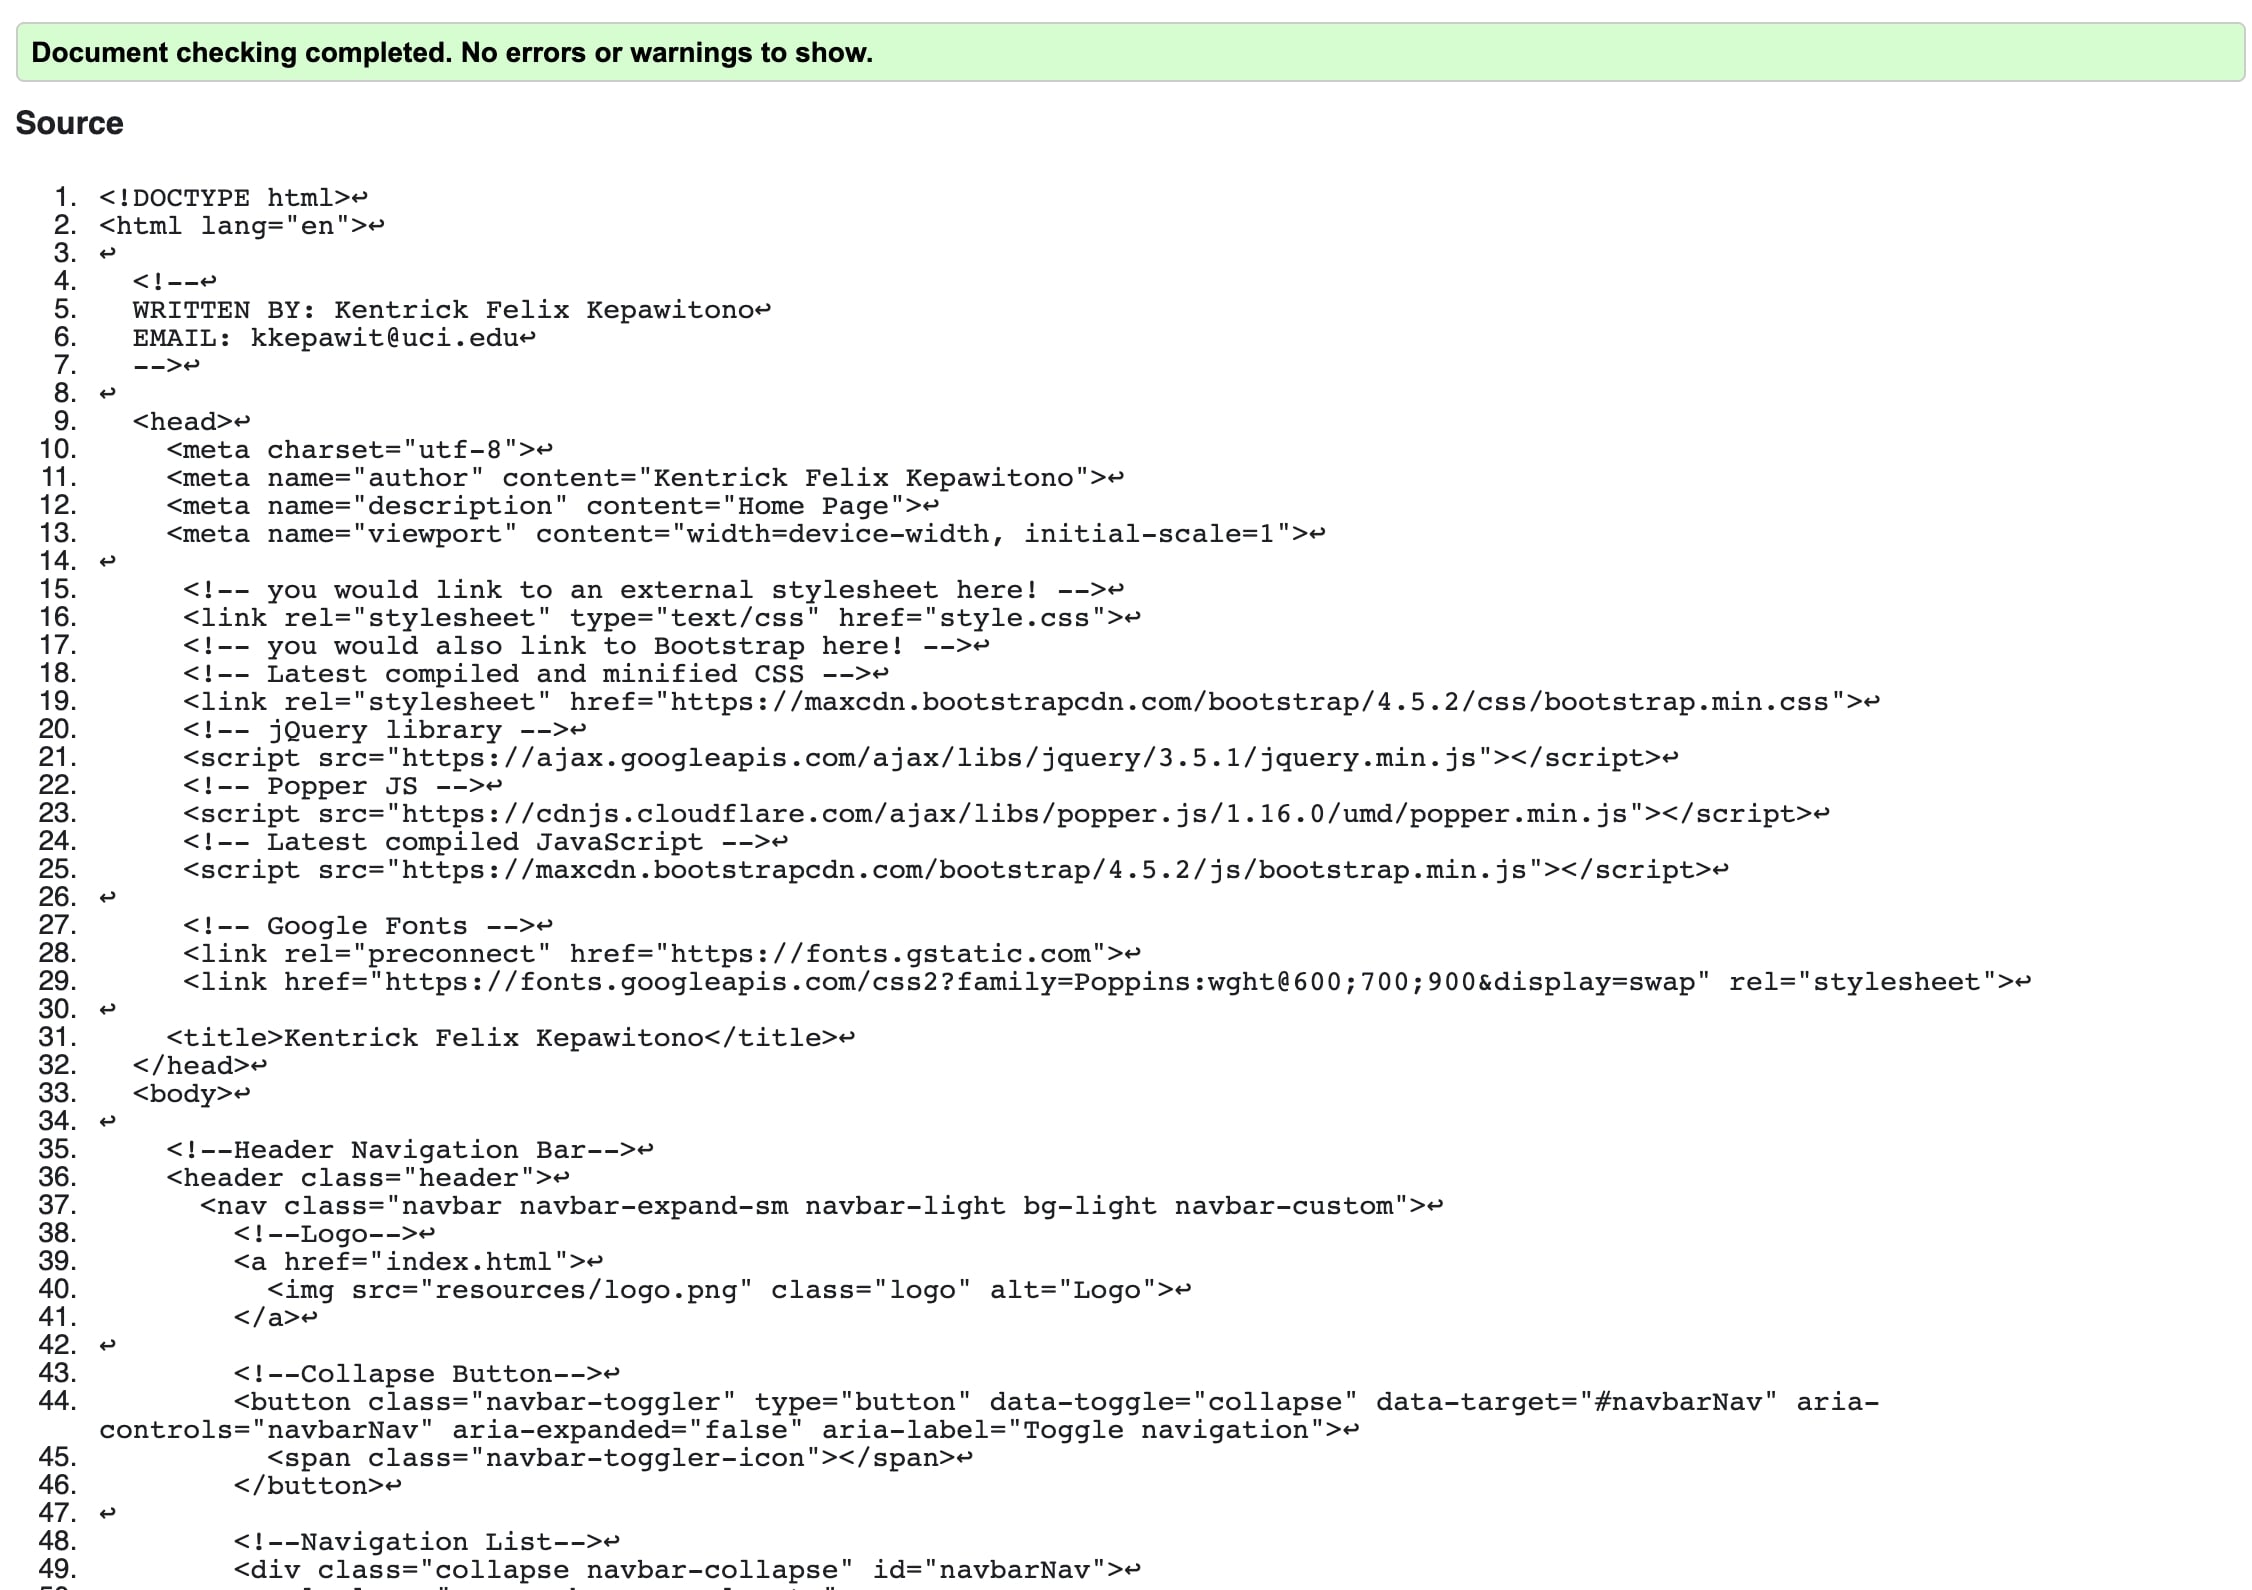 Document checking completed. No errors or warnings to show.
Source
1. <!DOCTYPE html>↩
2. <html lang="en">↩
3. ↩
4.   <!--↩
5.   WRITTEN BY: Kentrick Felix Kepawitono↩
6.   EMAIL: kkepawit@uci.edu↩
7.   -->↩
8. ↩
9.   <head>↩
10.     <meta charset="utf-8">↩
11.     <meta name="author" content="Kentrick Felix Kepawitono">↩
12.     <meta name="description" content="Home Page">↩
13.     <meta name="viewport" content="width=device-width, initial-scale=1">↩
14. ↩
15.      <!-- you would link to an external stylesheet here! -->↩
16.      <link rel="stylesheet" type="text/css" href="style.css">↩
17.      <!-- you would also link to Bootstrap here! -->↩
18.      <!-- Latest compiled and minified CSS -->↩
19.      <link rel="stylesheet" href="https://maxcdn.bootstrapcdn.com/bootstrap/4.5.2/css/bootstrap.min.css">↩
20.      <!-- jQuery library -->↩
21.      <script src="https://ajax.googleapis.com/ajax/libs/jquery/3.5.1/jquery.min.js"></script>↩
22.      <!-- Popper JS -->↩
23.      <script src="https://cdnjs.cloudflare.com/ajax/libs/popper.js/1.16.0/umd/popper.min.js"></script>↩
24.      <!-- Latest compiled JavaScript -->↩
25.      <script src="https://maxcdn.bootstrapcdn.com/bootstrap/4.5.2/js/bootstrap.min.js"></script>↩
26. ↩
27.      <!-- Google Fonts -->↩
28.      <link rel="preconnect" href="https://fonts.gstatic.com">↩
29.      <link href="https://fonts.googleapis.com/css2?family=Poppins:wght@600;700;900&display=swap" rel="stylesheet">↩
30. ↩
31.     <title>Kentrick Felix Kepawitono</title>↩
32.   </head>↩
33.   <body>↩
34. ↩
35.     <!--Header Navigation Bar-->↩
36.     <header class="header">↩
37.       <nav class="navbar navbar-expand-sm navbar-light bg-light navbar-custom">↩
38.         <!--Logo-->↩
39.         <a href="index.html">↩
40.           <img src="resources/logo.png" class="logo" alt="Logo">↩
41.         </a>↩
42. ↩
43.         <!--Collapse Button-->↩
44.         <button class="navbar-toggler" type="button" data-toggle="collapse" data-target="#navbarNav" aria-
controls="navbarNav" aria-expanded="false" aria-label="Toggle navigation">↩
45.           <span class="navbar-toggler-icon"></span>↩
46.         </button>↩
47. ↩
48.         <!--Navigation List-->↩
49.         <div class="collapse navbar-collapse" id="navbarNav">↩